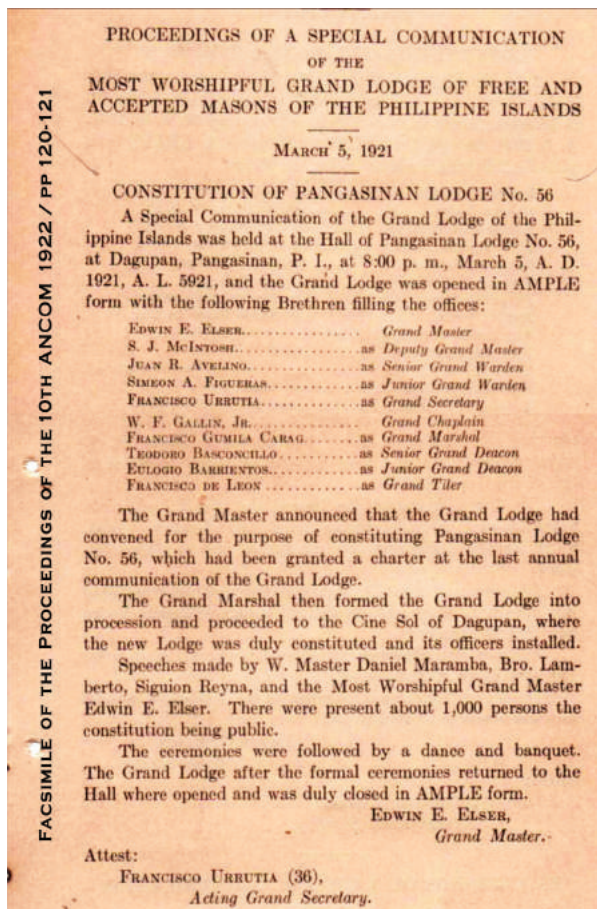 PROCEEDINGS OF A SPECIAL COMMUNICATION
OF THE
MOST WORSHIPFUL GRAND LODGE OF FREE AND
ACCEPTED MASONS OF THE PHILIPPINE ISLANDS
MARCH 5, 1921
CONSTITUTION OF PANGASINAN LODGE No. 56
A Special Communication of the Grand Lodge of the Phil-
ippine Islands was held at the Hall of Pangasinan Lodge No. 56,
at Dagupan, Pangasinan, P. I., at 8:00 p. m., March 5, A. D.
1921, A. L. 5921, and the Grand Lodge was opened in AMPLE
form with the following Brethren filling the offices:
EDWIN E. ELSER................. Grand Master
S. J. MCINTOSH.................as Deputy Grand Master
JUAN R. AVELINO................as Senior Grand Warden
SIMEON A. FIGUERAS.............as Junior Grand Warden
FRANCISCO URRUTIA..............as Grand Secretary
W. F. GALLIN, JR............... Grand Chaplain
FRANCISCO GUMILA CARAG.........as Grand Marshal
TEODORO BASCONCILLO............as Senior Grand Deacon
EULOGIO BARRIENTOS.............as Junior Grand Deacon
FRANCISCO DE LEON .............as Grand Tiler
The Grand Master announced that the Grand Lodge had
convened for the purpose of constituting Pangasinan Lodge
No. 56, which had been granted a charter at the last annual
communication of the Grand Lodge.
The Grand Marshal then formed the Grand Lodge into
procession and proceeded to the Cine Sol of Dagupan, where
the new Lodge was duly constituted and its officers installed.
Speeches made by W. Master Daniel Maramba, Bro. Lam-
berto, Siguion Reyna, and the Most Worshipful Grand Master
Edwin E. Elser. There were present about 1,000 persons the
constitution being public.
The ceremonies were followed by a dance and banquet.
The Grand Lodge after the formal ceremonies returned to the
Hall where opened and was duly closed in AMPLE form.
EDWIN E. ELSER,
Grand Master.
Attest:
FRANCISCO URRUTIA (36),
Acting Grand Secretary.
FACSIMILE OF THE PROCEEDINGS OF THE 10TH ANCOM 1922 / PP 120-121